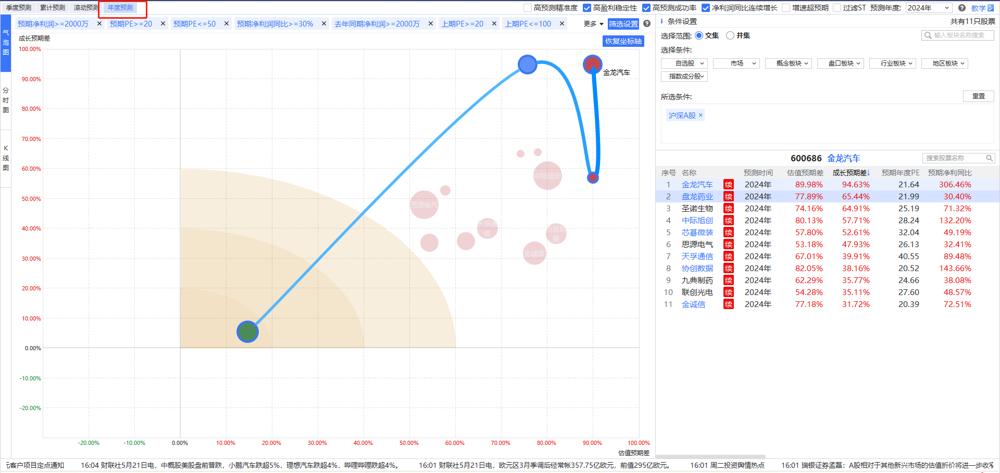 季度预测 累计预测 滚动预测 年度预测 高预测精准度 高盈利稳定性 高预测成功率 净利润同比连续增长 增速超预期 过滤ST 预测年度: 2024年 教学
预期净利润>=2000万 × 预期PE>=20 × 预期PE<=50 × 预期净利润同比>=30% × 去年同期净利润>=2000万 × 上期PE>=20 × 上期PE<=100 × 更多 筛选设置
气泡图
分时图
K线图
成长预期差
恢复坐标轴
100.00%
90.00%
80.00%
70.00%
60.00%
50.00%
40.00%
30.00%
20.00%
10.00%
0.00%
-10.00%
-20.00%
金龙汽车
中际旭创
思源电气
天孚通信
协创数据
金诚信
-20.00% -10.00% 0.00% 10.00% 20.00% 30.00% 40.00% 50.00% 60.00% 70.00% 80.00% 90.00% 100.00%
估值预期差
条件设置 共有11只股票
选择范围: 交集 并集 输入板块名称搜索
选择条件:
自选股 市场 概念板块 盘口板块 行业板块 地区板块
指数成分股
所选条件: 重置
沪深A股 ×
600686 金龙汽车 搜索股票名称
序号 名称 预测时间 估值预期差 成长预期差↓ 预期年度PE 预期净利同比
1 金龙汽车 续 2024年 89.98% 94.63% 21.64 306.46%
2 盘龙药业 续 2024年 77.89% 65.44% 21.99 30.40%
3 圣诺生物 续 2024年 74.16% 64.91% 25.19 71.32%
4 中际旭创 续 2024年 80.13% 57.71% 28.24 132.20%
5 芯碁微装 续 2024年 57.80% 52.61% 32.04 49.19%
6 思源电气 续 2024年 53.18% 47.93% 26.13 32.41%
7 天孚通信 续 2024年 67.01% 39.91% 40.55 89.48%
8 协创数据 续 2024年 82.05% 38.16% 20.52 143.66%
9 九典制药 续 2024年 62.29% 35.77% 24.66 38.08%
10 联创光电 续 2024年 54.28% 35.11% 27.60 48.57%
11 金诚信 续 2024年 77.18% 31.72% 20.39 72.51%
元客户项目定点通知 16:04 财联社5月21日电，中概股美股盘前普跌，小鹏汽车跌超5%，理想汽车跌超4%，哔哩哔哩跌超4%。 16:01 财联社5月21日电，欧元区3月季调后经常帐357.75亿欧元，前值295亿欧元。 16:01 周二投资舆情热点 16:01 瑞银证券孟磊：A股相对于其他新兴市场的估值折价将进一步收窄